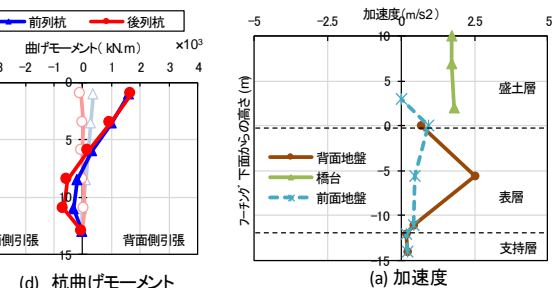 前列杭 後列杭
曲げモーメント( kN.m) ×10³
3 -1 0 1 2 3 4
0
5
10
15
側引張 背面側引張
(d) 杭曲げモーメント
加速度(m/s2)
-5 -2.5 0 2.5 5
フーチング下面からの高さ(m)
10
5
0
-5
-10
-15
盛土層
背面地盤
橋台
前面地盤
表層
支持層
(a) 加速度